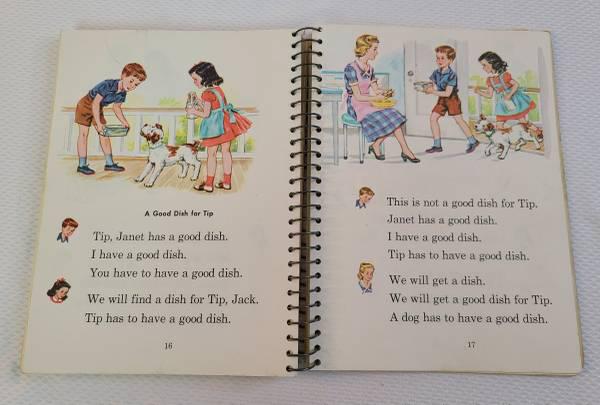 A Good Dish for Tip
Tip, Janet has a good dish.
I have a good dish.
You have to have a good dish.
We will find a dish for Tip, Jack.
Tip has to have a good dish.
16
This is not a good dish for Tip.
Janet has a good dish.
I have a good dish.
Tip has to have a good dish.
We will get a dish.
We will get a good dish for Tip.
A dog has to have a good dish.
17